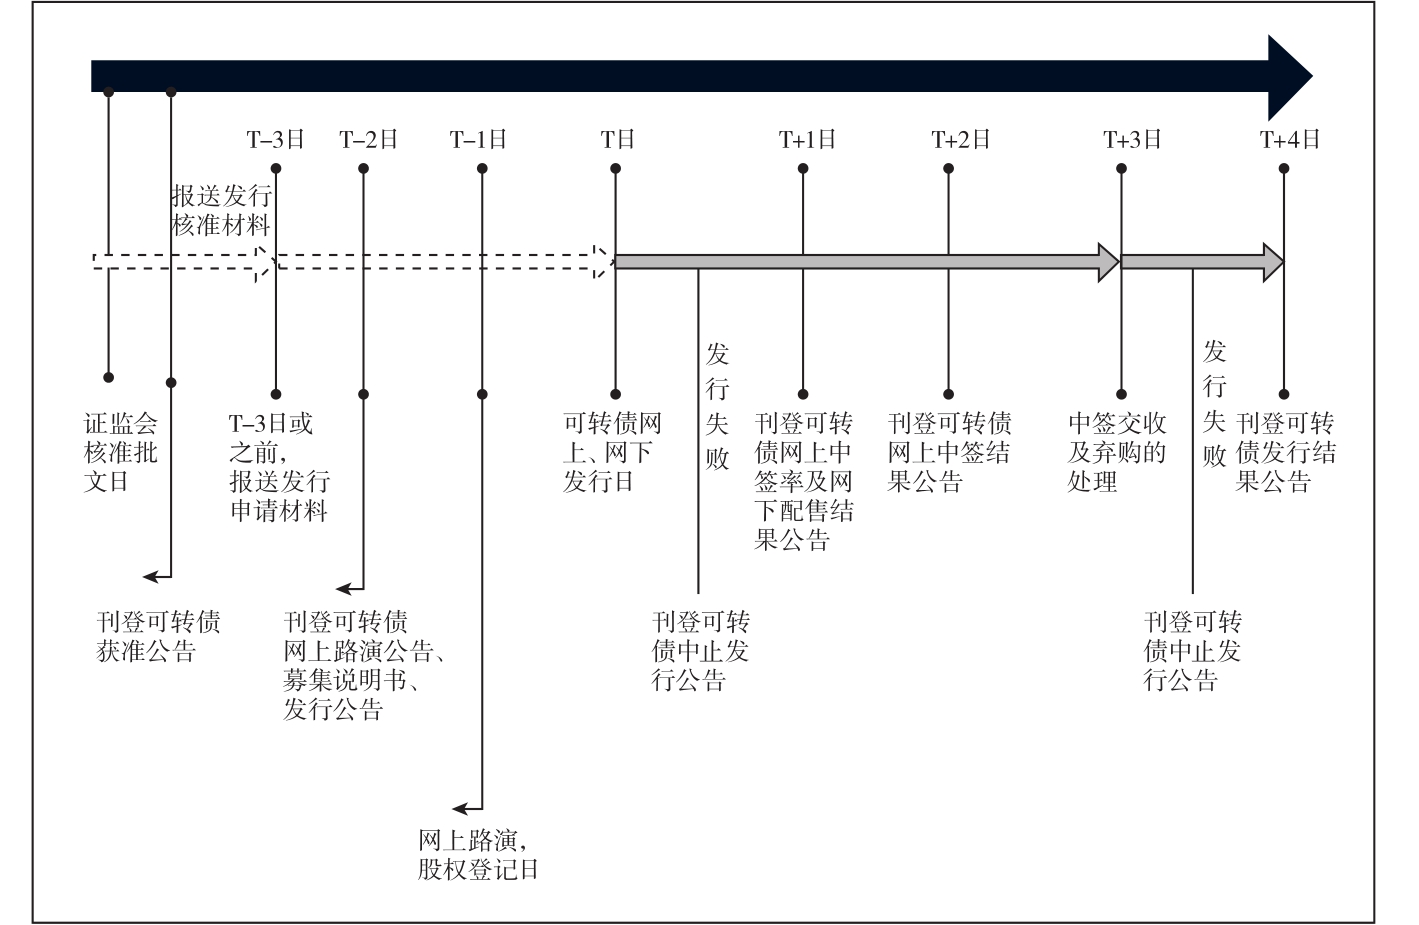 T–3日
T–2日
T–1日
T日
T+1日
T+2日
T+3日
T+4日
报送发行
核准材料
证监会
核准批
文日
刊登可转债
获准公告
T–3日或
之前，
报送发行
申请材料
刊登可转债
网上路演公告、
募集说明书、
发行公告
网上路演，
股权登记日
可转债网
上、网下
发行日
发
行
失
败
刊登可转
债中止发
行公告
刊登可转
债网上中
签率及网
下配售结
果公告
刊登可转债
网上中签结
果公告
中签交收
及弃购的
处理
发
行
失
败
刊登可转
债中止发
行公告
刊登可转
债发行结
果公告